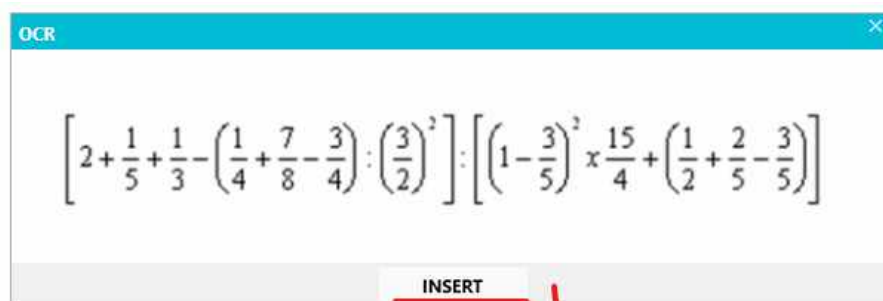 OCR ×
[2 + 1/5 + 1/3 − (1/4 + 7/8 − 3/4) : (3/2)²] : [(1 − 3/5)² x 15/4 + (1/2 + 2/5 − 3/5)]
INSERT